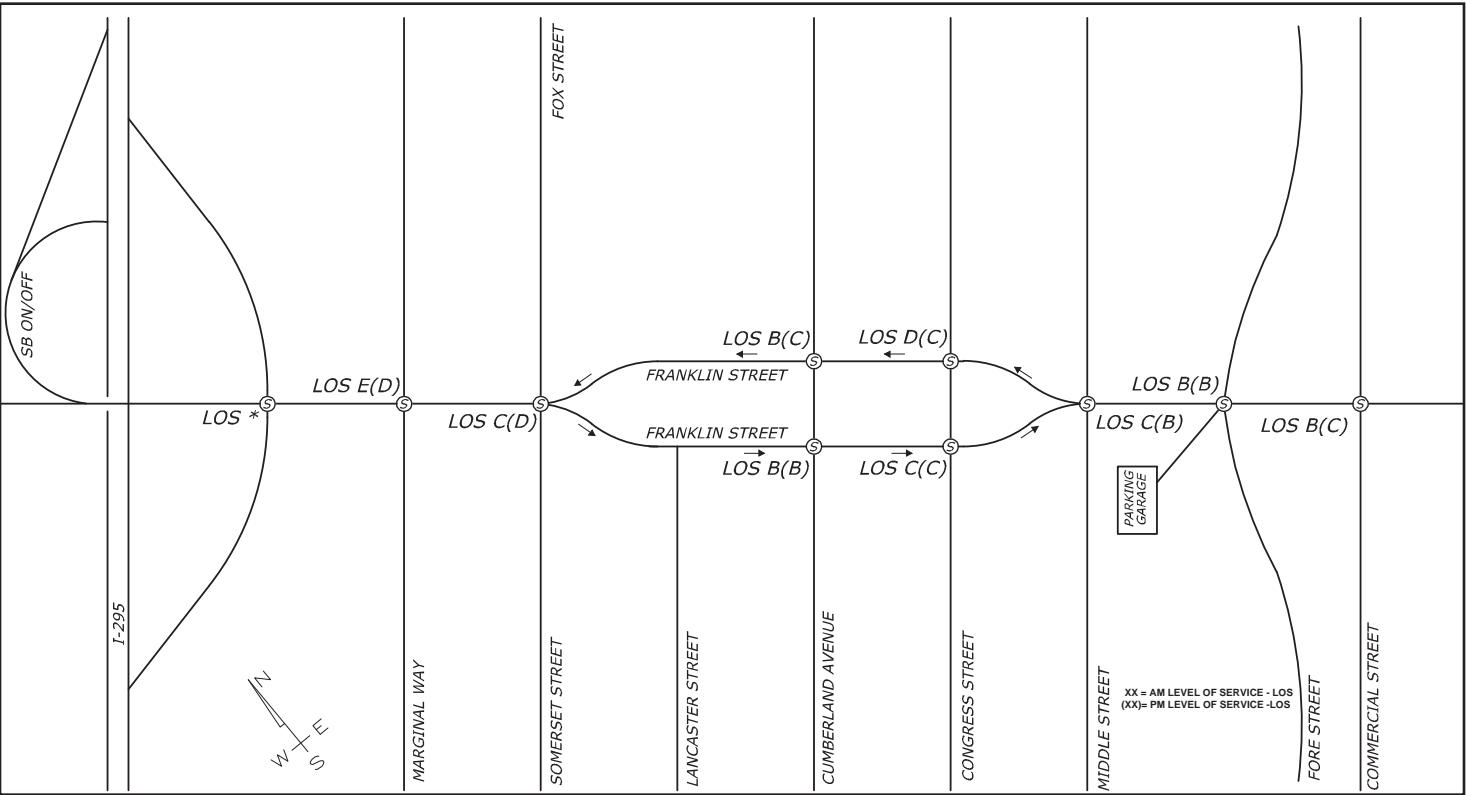 FOX STREET
SB ON/OFF
LOS B(C)
LOS D(C)
FRANKLIN STREET
LOS E(D)
LOS B(B)
LOS *
LOS C(D)
FRANKLIN STREET
LOS C(B)
LOS B(C)
LOS B(B)
LOS C(C)
S
S
S
S
S
S
S
S
S
S
PARKING
GARAGE
I-295
MARGINAL WAY
SOMERSET STREET
LANCASTER STREET
CUMBERLAND AVENUE
CONGRESS STREET
MIDDLE STREET
XX = AM LEVEL OF SERVICE - LOS
(XX)= PM LEVEL OF SERVICE -LOS
FORE STREET
COMMERCIAL STREET
N
E
W
S